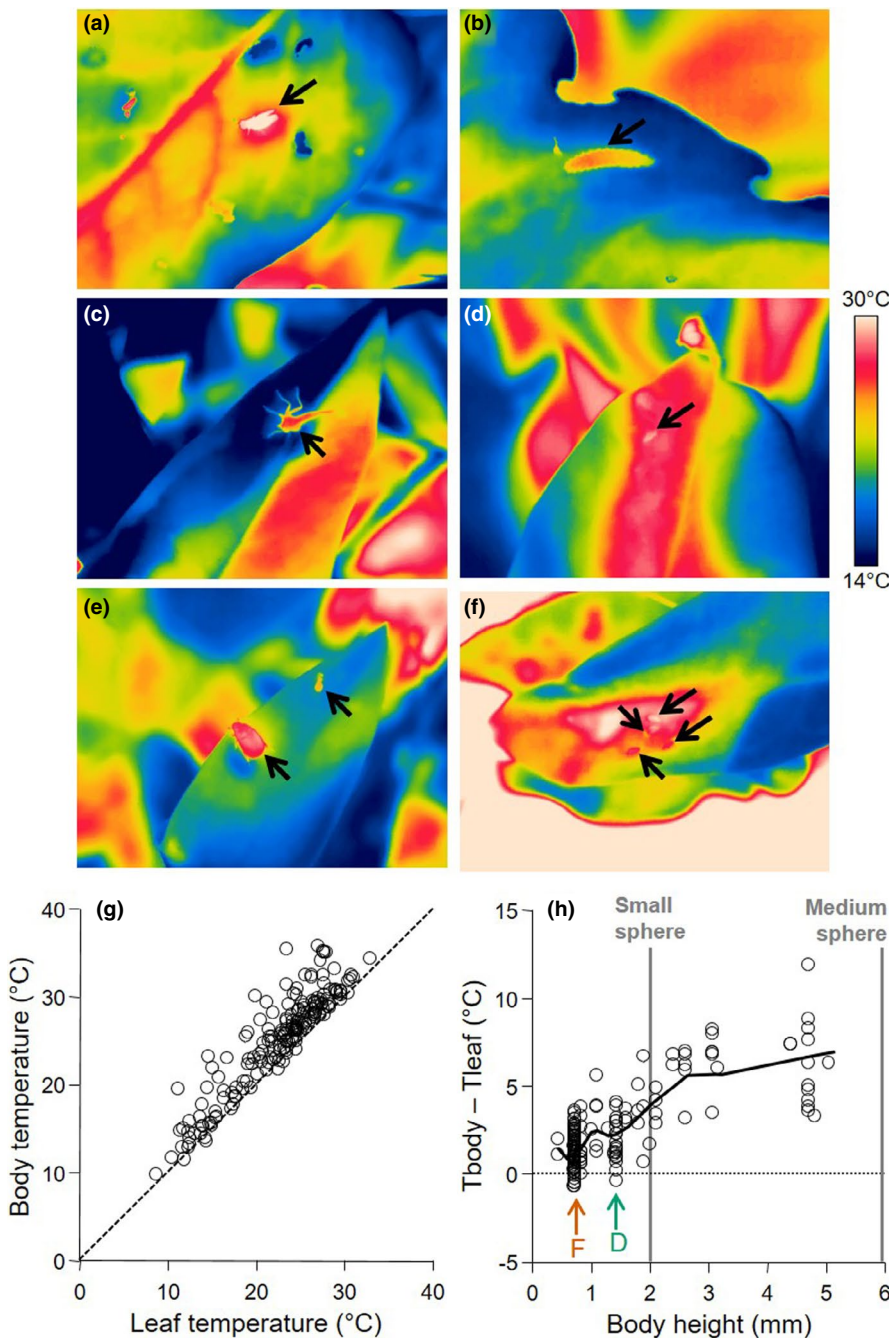 (a)
(b)
(c)
(d)
30°C
14°C
(e)
(f)
(g)
40
30
20
10
0
0
10
20
30
40
Body temperature (°C)
Leaf temperature (°C)
(h)
Small
sphere
Medium
sphere
15
10
5
0
-5
0
1
2
3
4
5
6
Tbody – Tleaf (°C)
F
D
Body height (mm)